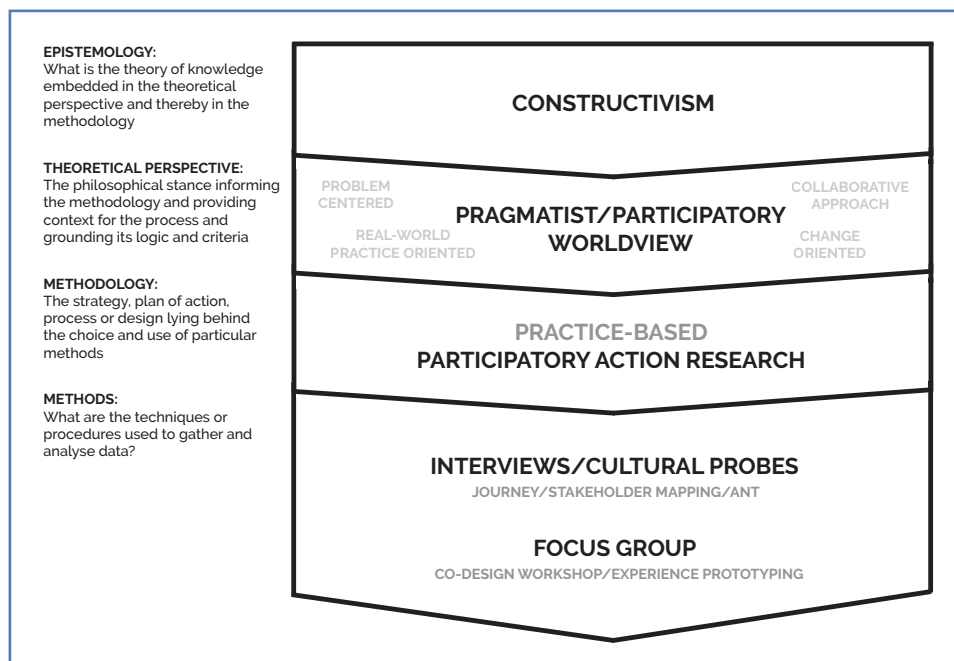 EPISTEMOLOGY:
What is the theory of knowledge
embedded in the theoretical
perspective and thereby in the
methodology
CONSTRUCTIVISM
THEORETICAL PERSPECTIVE:
The philosophical stance informing
the methodology and providing
context for the process and
grounding its logic and criteria
PROBLEM
CENTERED
COLLABORATIVE
APPROACH
PRAGMATIST/PARTICIPATORY
WORLDVIEW
REAL-WORLD
PRACTICE ORIENTED
CHANGE
ORIENTED
METHODOLOGY:
The strategy, plan of action,
process or design lying behind
the choice and use of particular
methods
PRACTICE-BASED
PARTICIPATORY ACTION RESEARCH
METHODS:
What are the techniques or
procedures used to gather and
analyse data?
INTERVIEWS/CULTURAL PROBES
JOURNEY/STAKEHOLDER MAPPING/ANT
FOCUS GROUP
CO-DESIGN WORKSHOP/EXPERIENCE PROTOTYPING